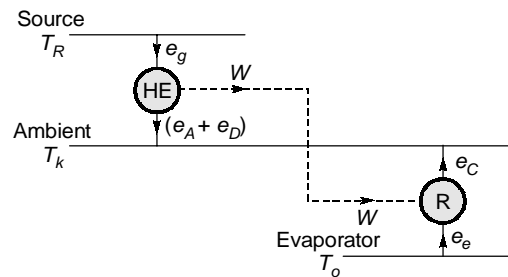 Source
T_R
e_g
HE
W
Ambient
(e_A + e_D)
T_k
e_C
R
W
Evaporator
e_e
T_o